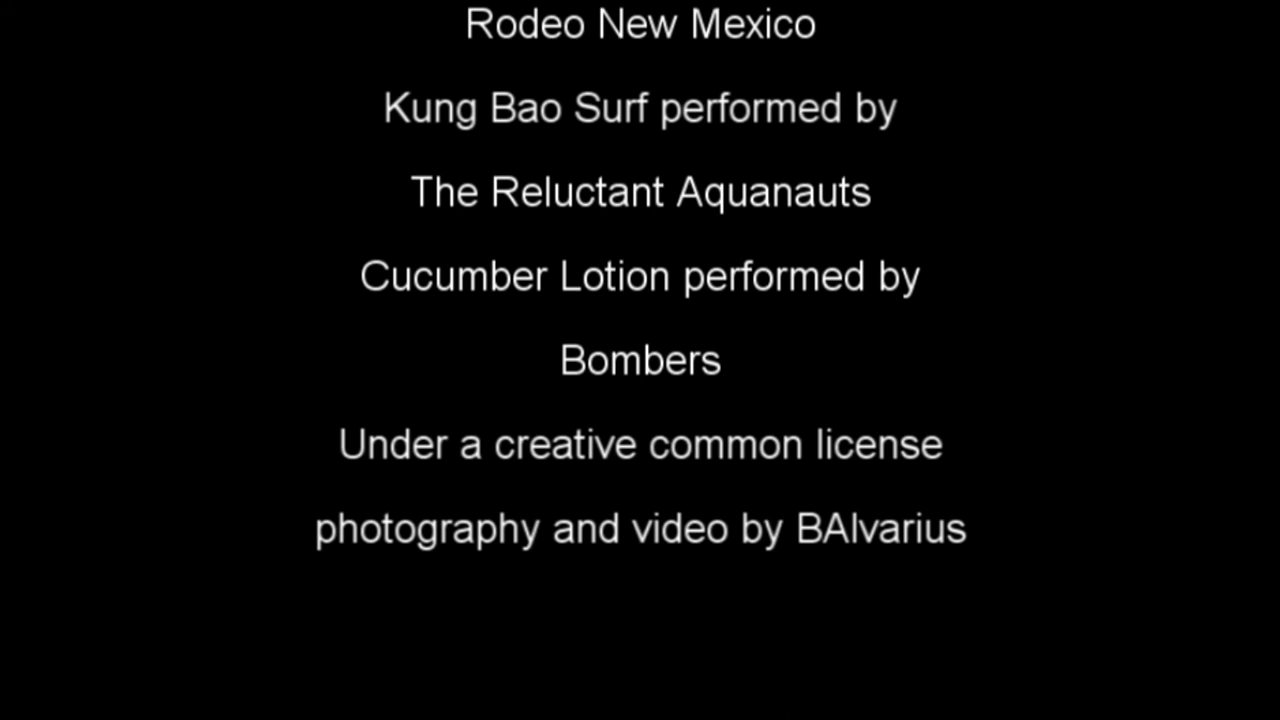 Rodeo New Mexico
Kung Bao Surf performed by
The Reluctant Aquanauts
Cucumber Lotion performed by
Bombers
Under a creative common license
photography and video by BAlvarius